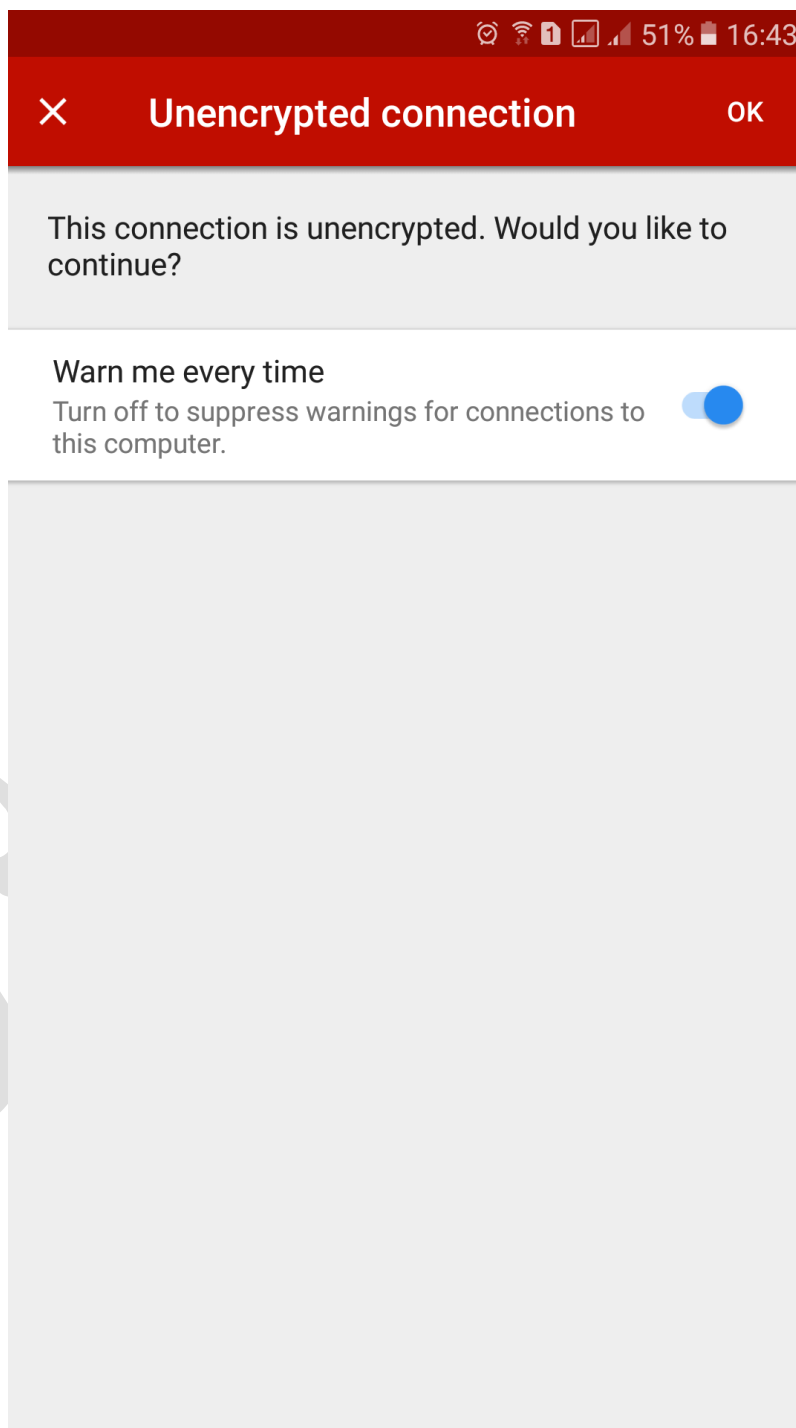 1 51% 16:43
Unencrypted connection OK
This connection is unencrypted. Would you like to
continue?
Warn me every time
Turn off to suppress warnings for connections to
this computer.